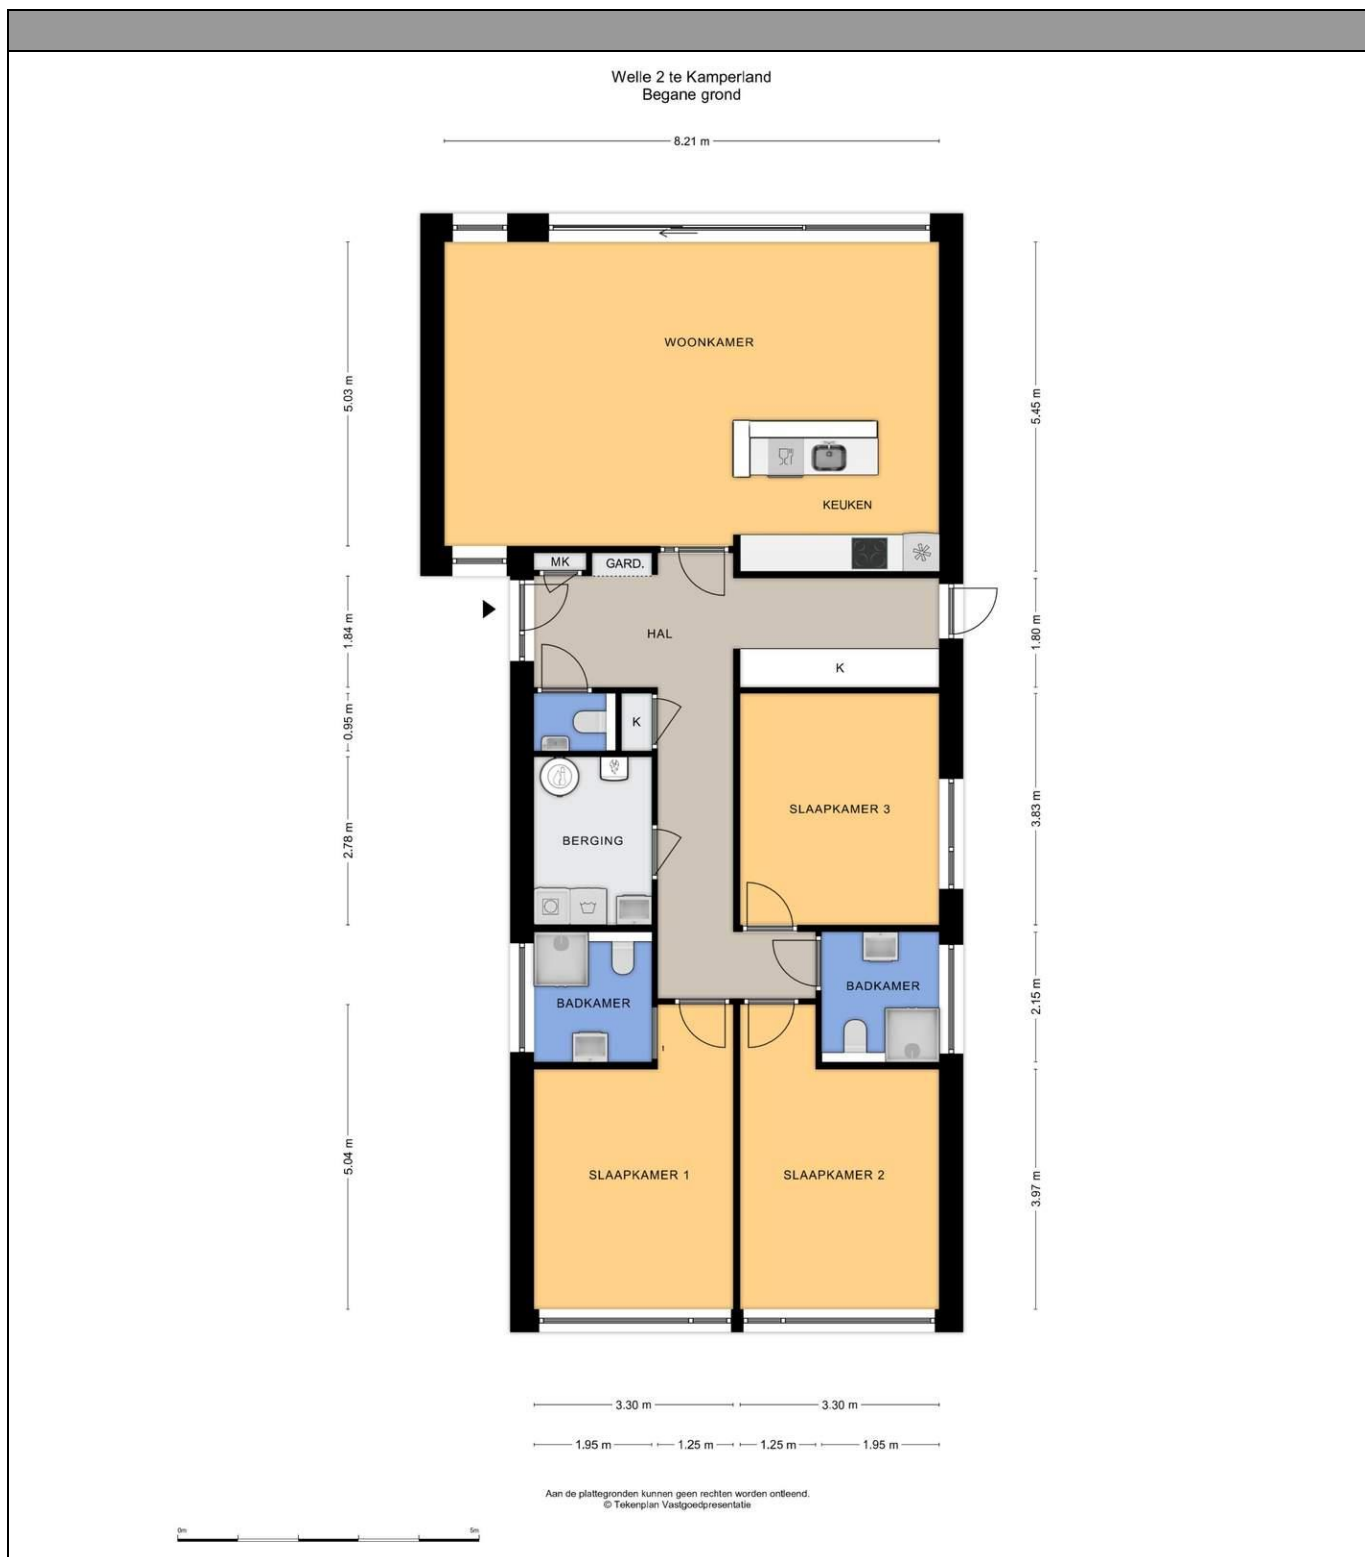 Welle 2 te Kamperland
Begane grond
8.21 m
WOONKAMER
5.03 m
5.45 m
KEUKEN
MK
GARD.
HAL
1.84 m
1.80 m
K
K
0.95 m
SLAAPKAMER 3
3.83 m
BERGING
2.78 m
BADKAMER
BADKAMER
2.15 m
1
SLAAPKAMER 1
SLAAPKAMER 2
5.04 m
3.97 m
3.30 m
3.30 m
1.95 m
1.25 m
1.25 m
1.95 m
Aan de plattegronden kunnen geen rechten worden ontleend.
© Tekenplan Vastgoedpresentatie
0m
5m